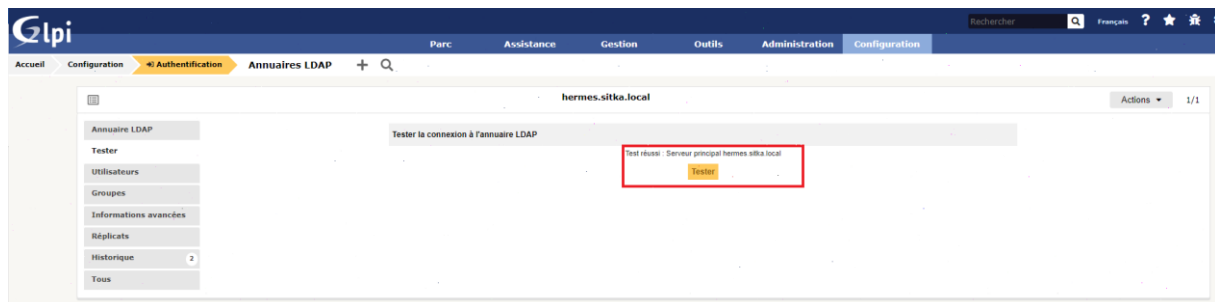 Glpi
Rechercher Français ?
Parc Assistance Gestion Outils Administration Configuration
Accueil Configuration Authentification Annuaires LDAP +
hermes.sitka.local Actions 1/1
Annuaire LDAP
Tester la connexion à l'annuaire LDAP
Tester
Test réussi : Serveur principal hermes.sitka.local
Utilisateurs
Tester
Groupes
Informations avancées
Réplicats
Historique 2
Tous